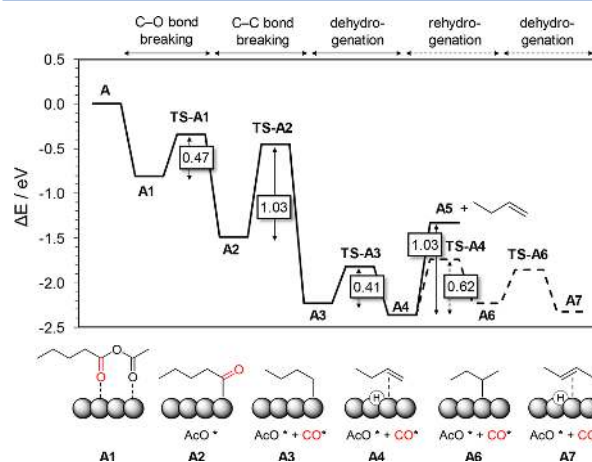 C–O bond breaking
C–C bond breaking
dehydro-genation
rehydro-genation
dehydro-genation
ΔE / eV
0.5
0.0
-0.5
-1.0
-1.5
-2.0
-2.5
A
A1
TS-A1
0.47
A2
TS-A2
1.03
A3
TS-A3
0.41
A4
A5 +
1.03
TS-A4
0.62
A6
TS-A6
A7
O
O
O
O
H
H
AcO *
AcO * + CO*
AcO * + CO*
AcO * + CO*
AcO * + CO*
A1
A2
A3
A4
A6
A7